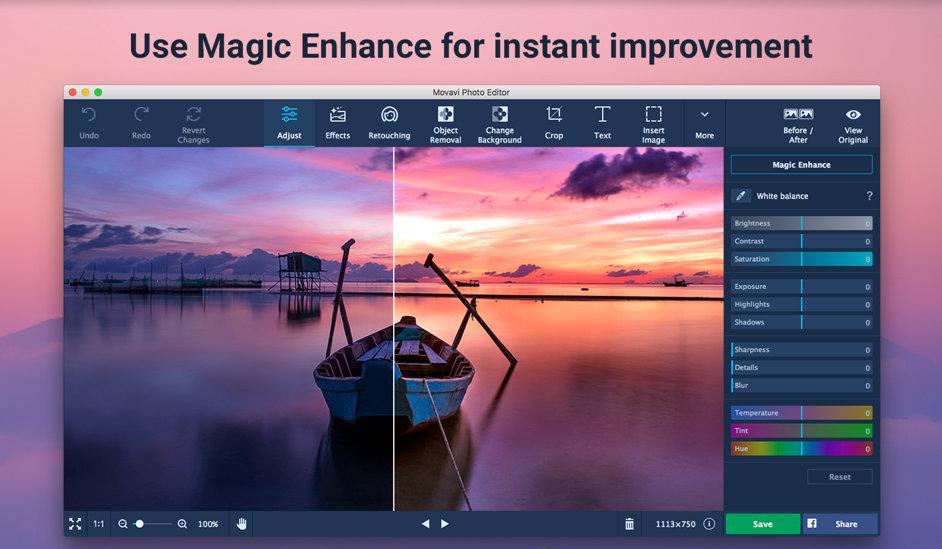 Use Magic Enhance for instant improvement
Movavi Photo Editor
Undo
Redo
Revert
Changes
Adjust
Effects
Retouching
Object
Removal
Change
Background
Crop
Text
Insert
Image
More
Before /
After
View
Original
Magic Enhance
White balance ?
Brightness 0
Contrast 0
Saturation 0
Exposure 0
Highlights 0
Shadows 0
Sharpness 0
Details 0
Blur 0
Temperature 0
Tint 0
Hue 0
Reset
1:1
100%
1113×750
Save
Share